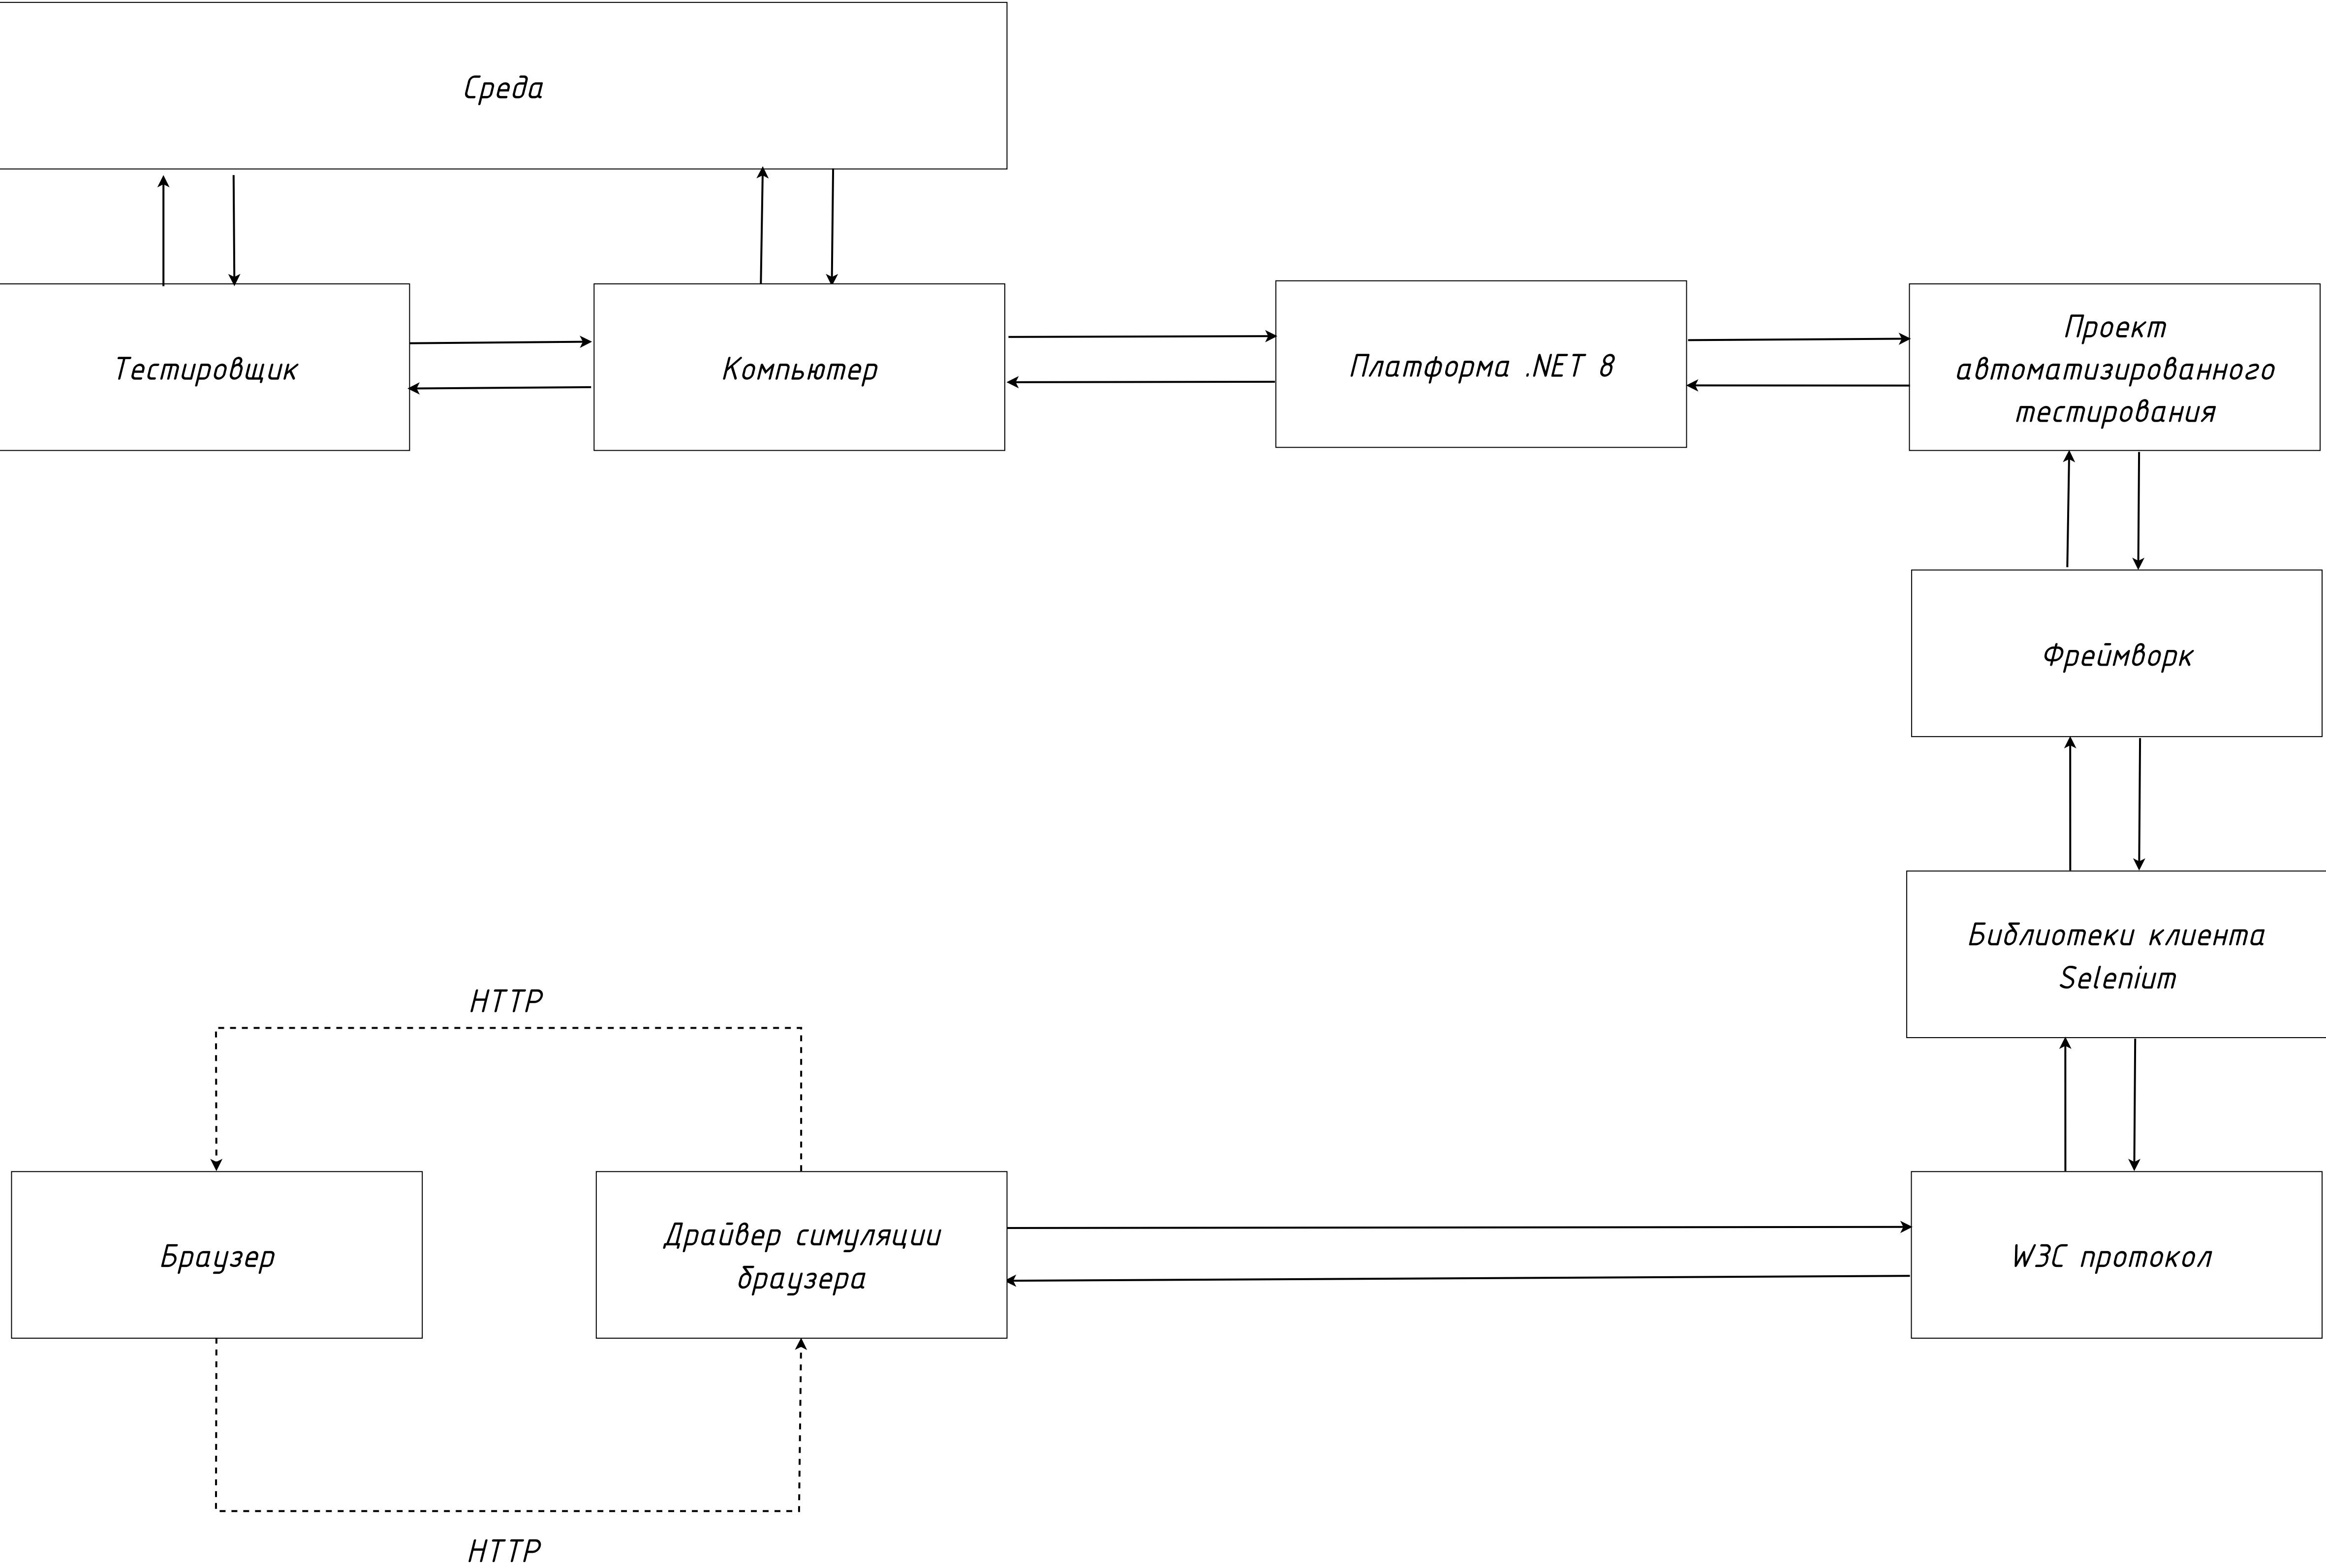 Среда
Тестировщик
Компьютер
Платформа .NET 8
Проект
автоматизированного
тестирования
Фреймворк
Библиотеки клиента
Selenium
HTTP
Браузер
Драйвер симуляции
браузера
W3C протокол
HTTP